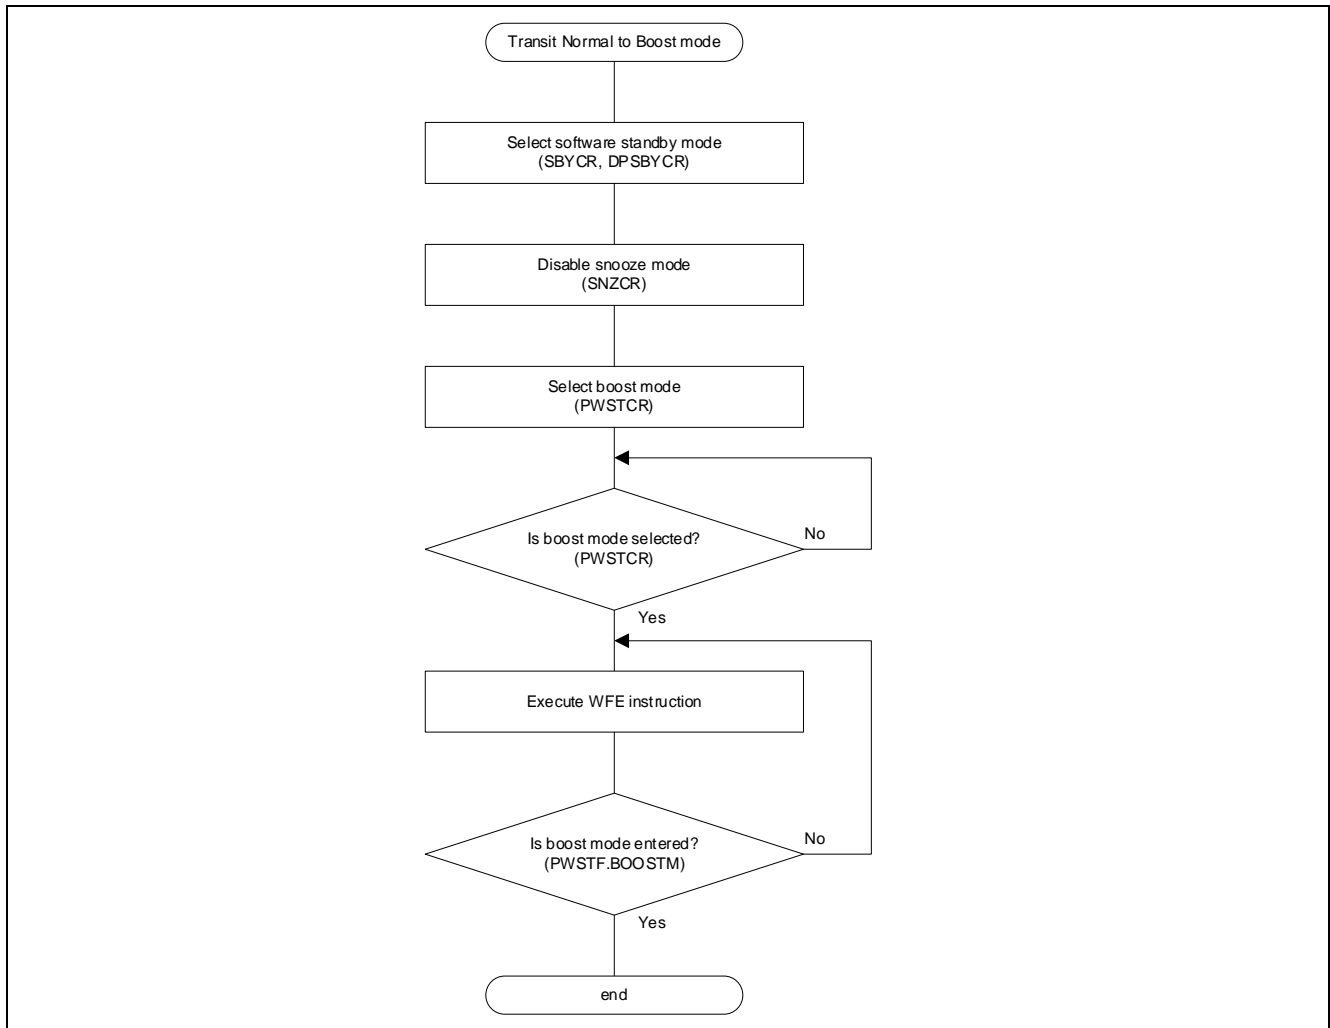 Transit Normal to Boost mode
Select software standby mode
(SBYCR, DPSBYCR)
Disable snooze mode
(SNZCR)
Select boost mode
(PWSTCR)
Is boost mode selected?
(PWSTCR)
No
Yes
Execute WFE instruction
Is boost mode entered?
(PWSTF.BOOSTM)
No
Yes
end